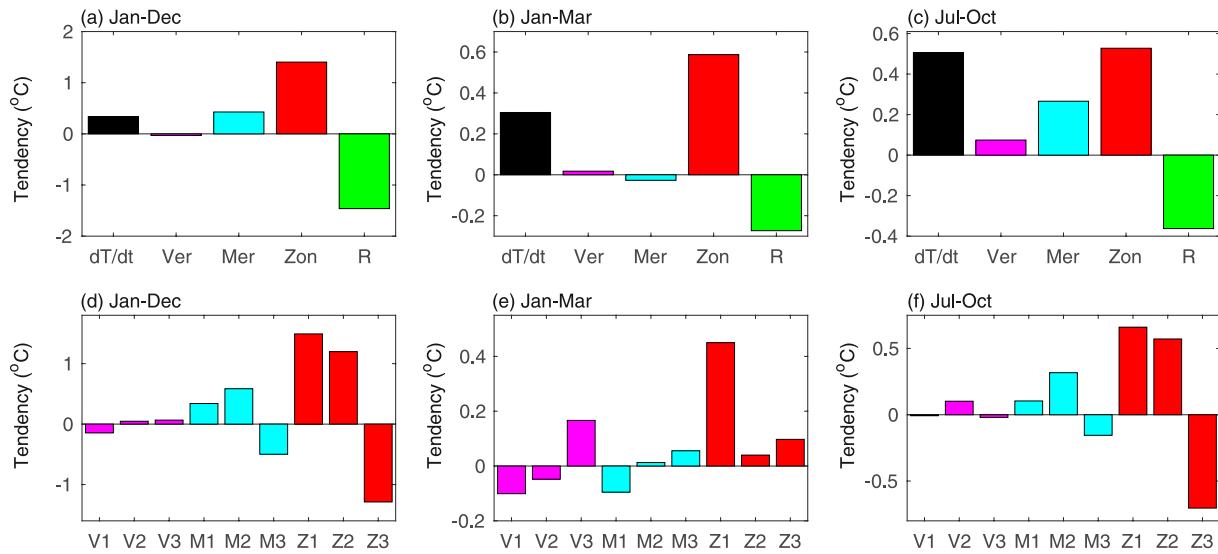 (a) Jan-Dec
(b) Jan-Mar
(c) Jul-Oct
Tendency (°C)
2
1
0
-1
-2
dT/dt Ver Mer Zon R
Tendency (°C)
0.6
0.4
0.2
0
-0.2
dT/dt Ver Mer Zon R
Tendency (°C)
0.6
0.4
0.2
0
-0.2
-0.4
dT/dt Ver Mer Zon R
(d) Jan-Dec
(e) Jan-Mar
(f) Jul-Oct
Tendency (°C)
1
0
-1
V1 V2 V3 M1 M2 M3 Z1 Z2 Z3
Tendency (°C)
0.4
0.2
0
-0.2
V1 V2 V3 M1 M2 M3 Z1 Z2 Z3
Tendency (°C)
0.5
0
-0.5
V1 V2 V3 M1 M2 M3 Z1 Z2 Z3